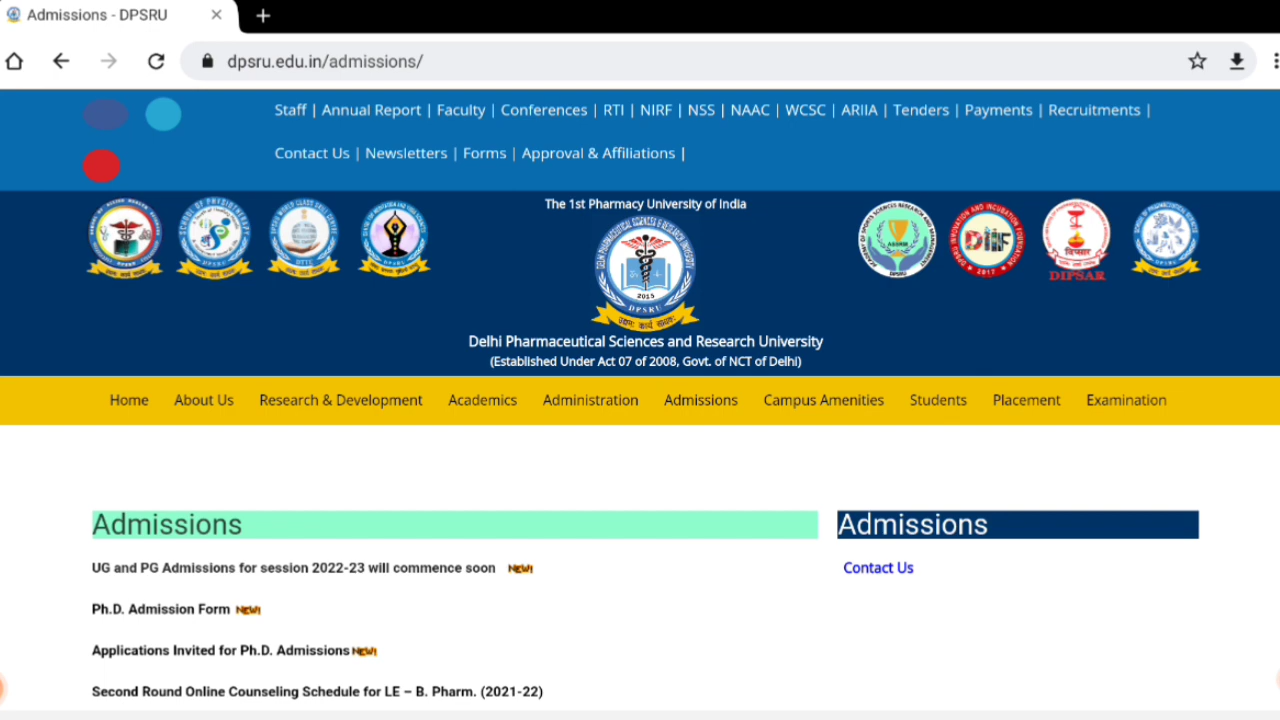 Admissions - DPSRU
dpsru.edu.in/admissions/
Staff | Annual Report | Faculty | Conferences | RTI | NIRF | NSS | NAAC | WCSC | ARIIA | Tenders | Payments | Recruitments |
Contact Us | Newsletters | Forms | Approval & Affiliations |
The 1st Pharmacy University of India
2015
DPSRU
DIIF
2017
DIPSAR
Delhi Pharmaceutical Sciences and Research University
(Established Under Act 07 of 2008, Govt. of NCT of Delhi)
Home About Us Research & Development Academics Administration Admissions Campus Amenities Students Placement Examination
Admissions
Admissions
UG and PG Admissions for session 2022-23 will commence soon NEW!
Contact Us
Ph.D. Admission Form NEW!
Applications Invited for Ph.D. Admissions NEW!
Second Round Online Counseling Schedule for LE – B. Pharm. (2021-22)